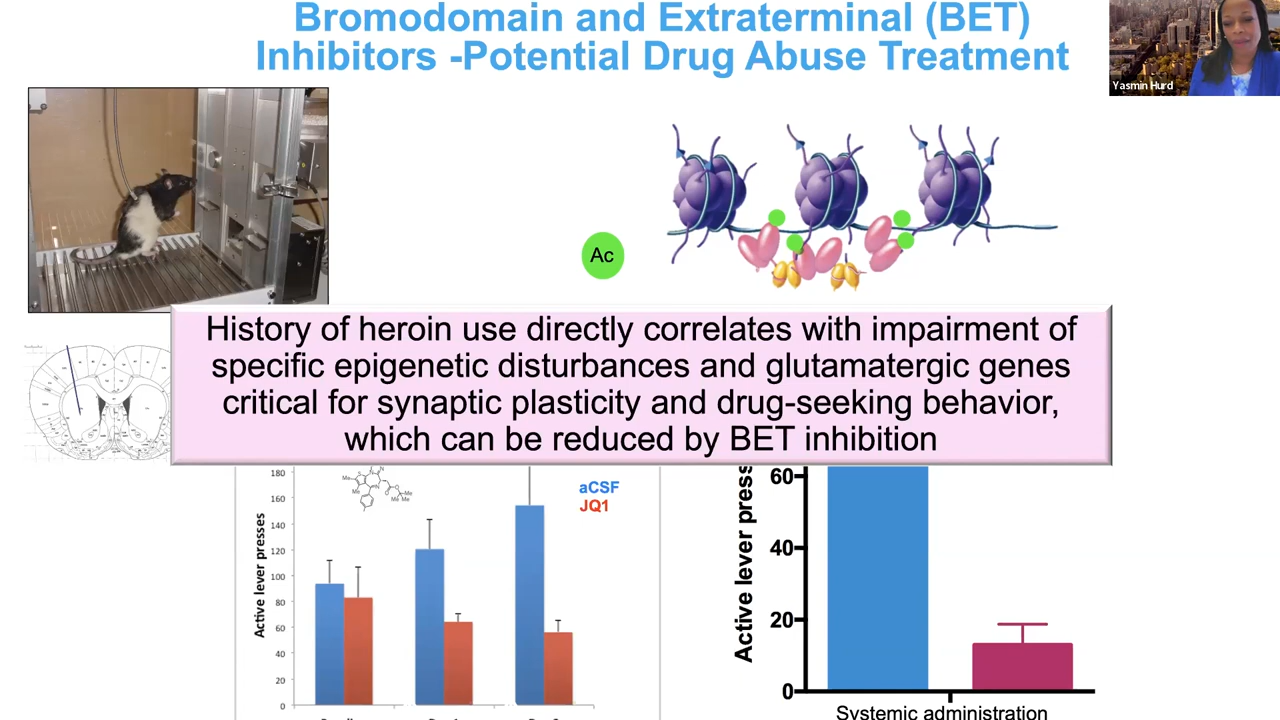 Bromodomain and Extraterminal (BET)
Inhibitors -Potential Drug Abuse Treatment
Yasmin Hurd
Ac
History of heroin use directly correlates with impairment of
specific epigenetic disturbances and glutamatergic genes
critical for synaptic plasticity and drug-seeking behavior,
which can be reduced by BET inhibition
Active lever presses
180
160
140
120
100
80
60
40
20
0
aCSF
JQ1
Active lever press
60
40
20
0
Systemic administration